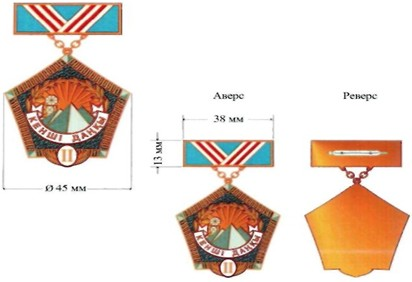 КЕНШІ ДАҢҚЫ
II
Ø 45 мм
Аверс
38 мм
13 мм
КЕНШІ ДАҢҚЫ
II
Реверс